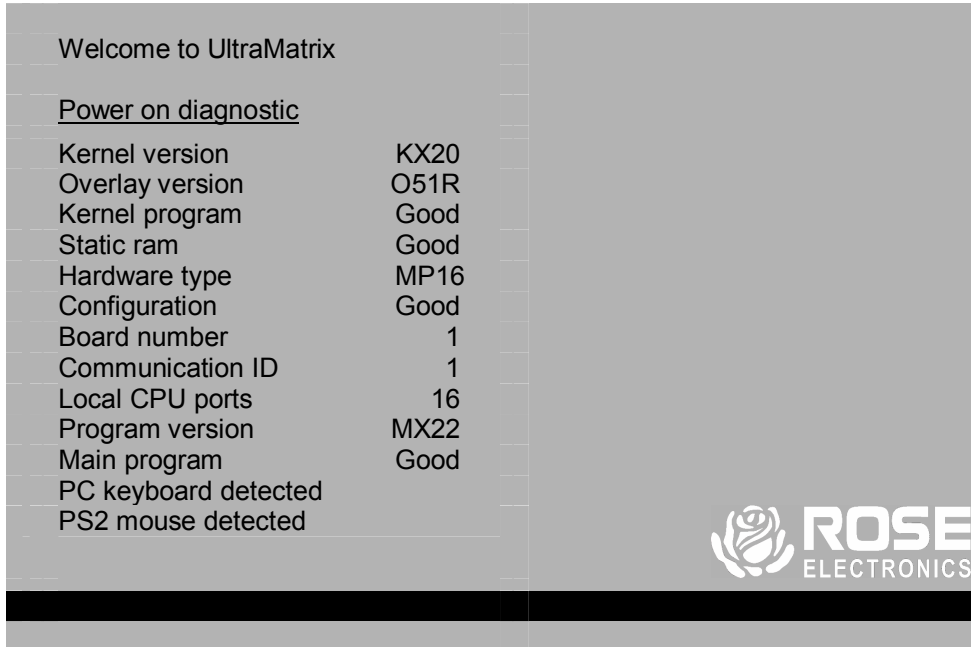 Welcome to UltraMatrix
Power on diagnostic
Kernel version KX20
Overlay version O51R
Kernel program Good
Static ram Good
Hardware type MP16
Configuration Good
Board number 1
Communication ID 1
Local CPU ports 16
Program version MX22
Main program Good
PC keyboard detected
PS2 mouse detected
ROSE
ELECTRONICS